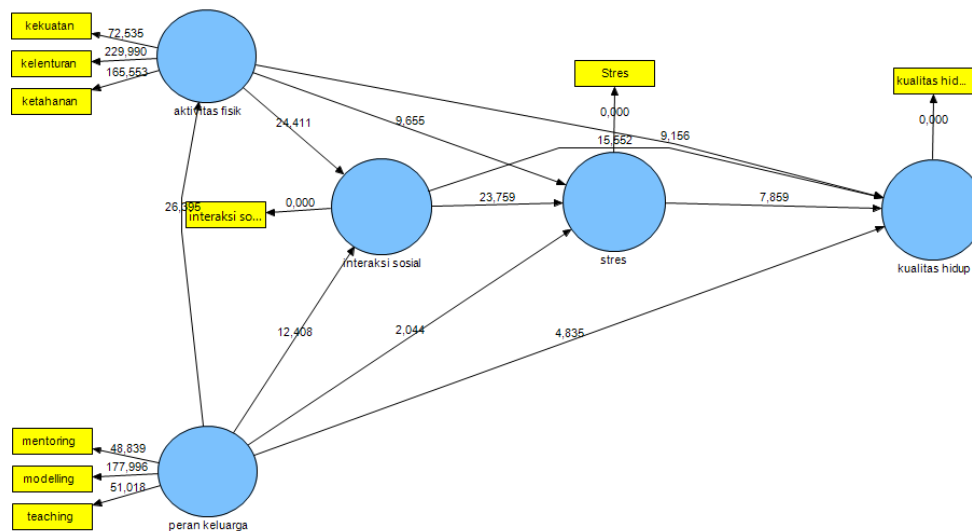 kekuatan
72,535
kelenturan
229,990
ketahanan
165,553
aktivitas fisik
24,411
9,655
9,156
Stres
0,000
15,552
kualitas hid...
0,000
26,395
interaksi so...
0,000
interaksi sosial
23,759
stres
7,859
kualitas hidup
12,408
2,044
4,835
mentoring
48,839
modelling
177,996
teaching
51,018
peran keluarga